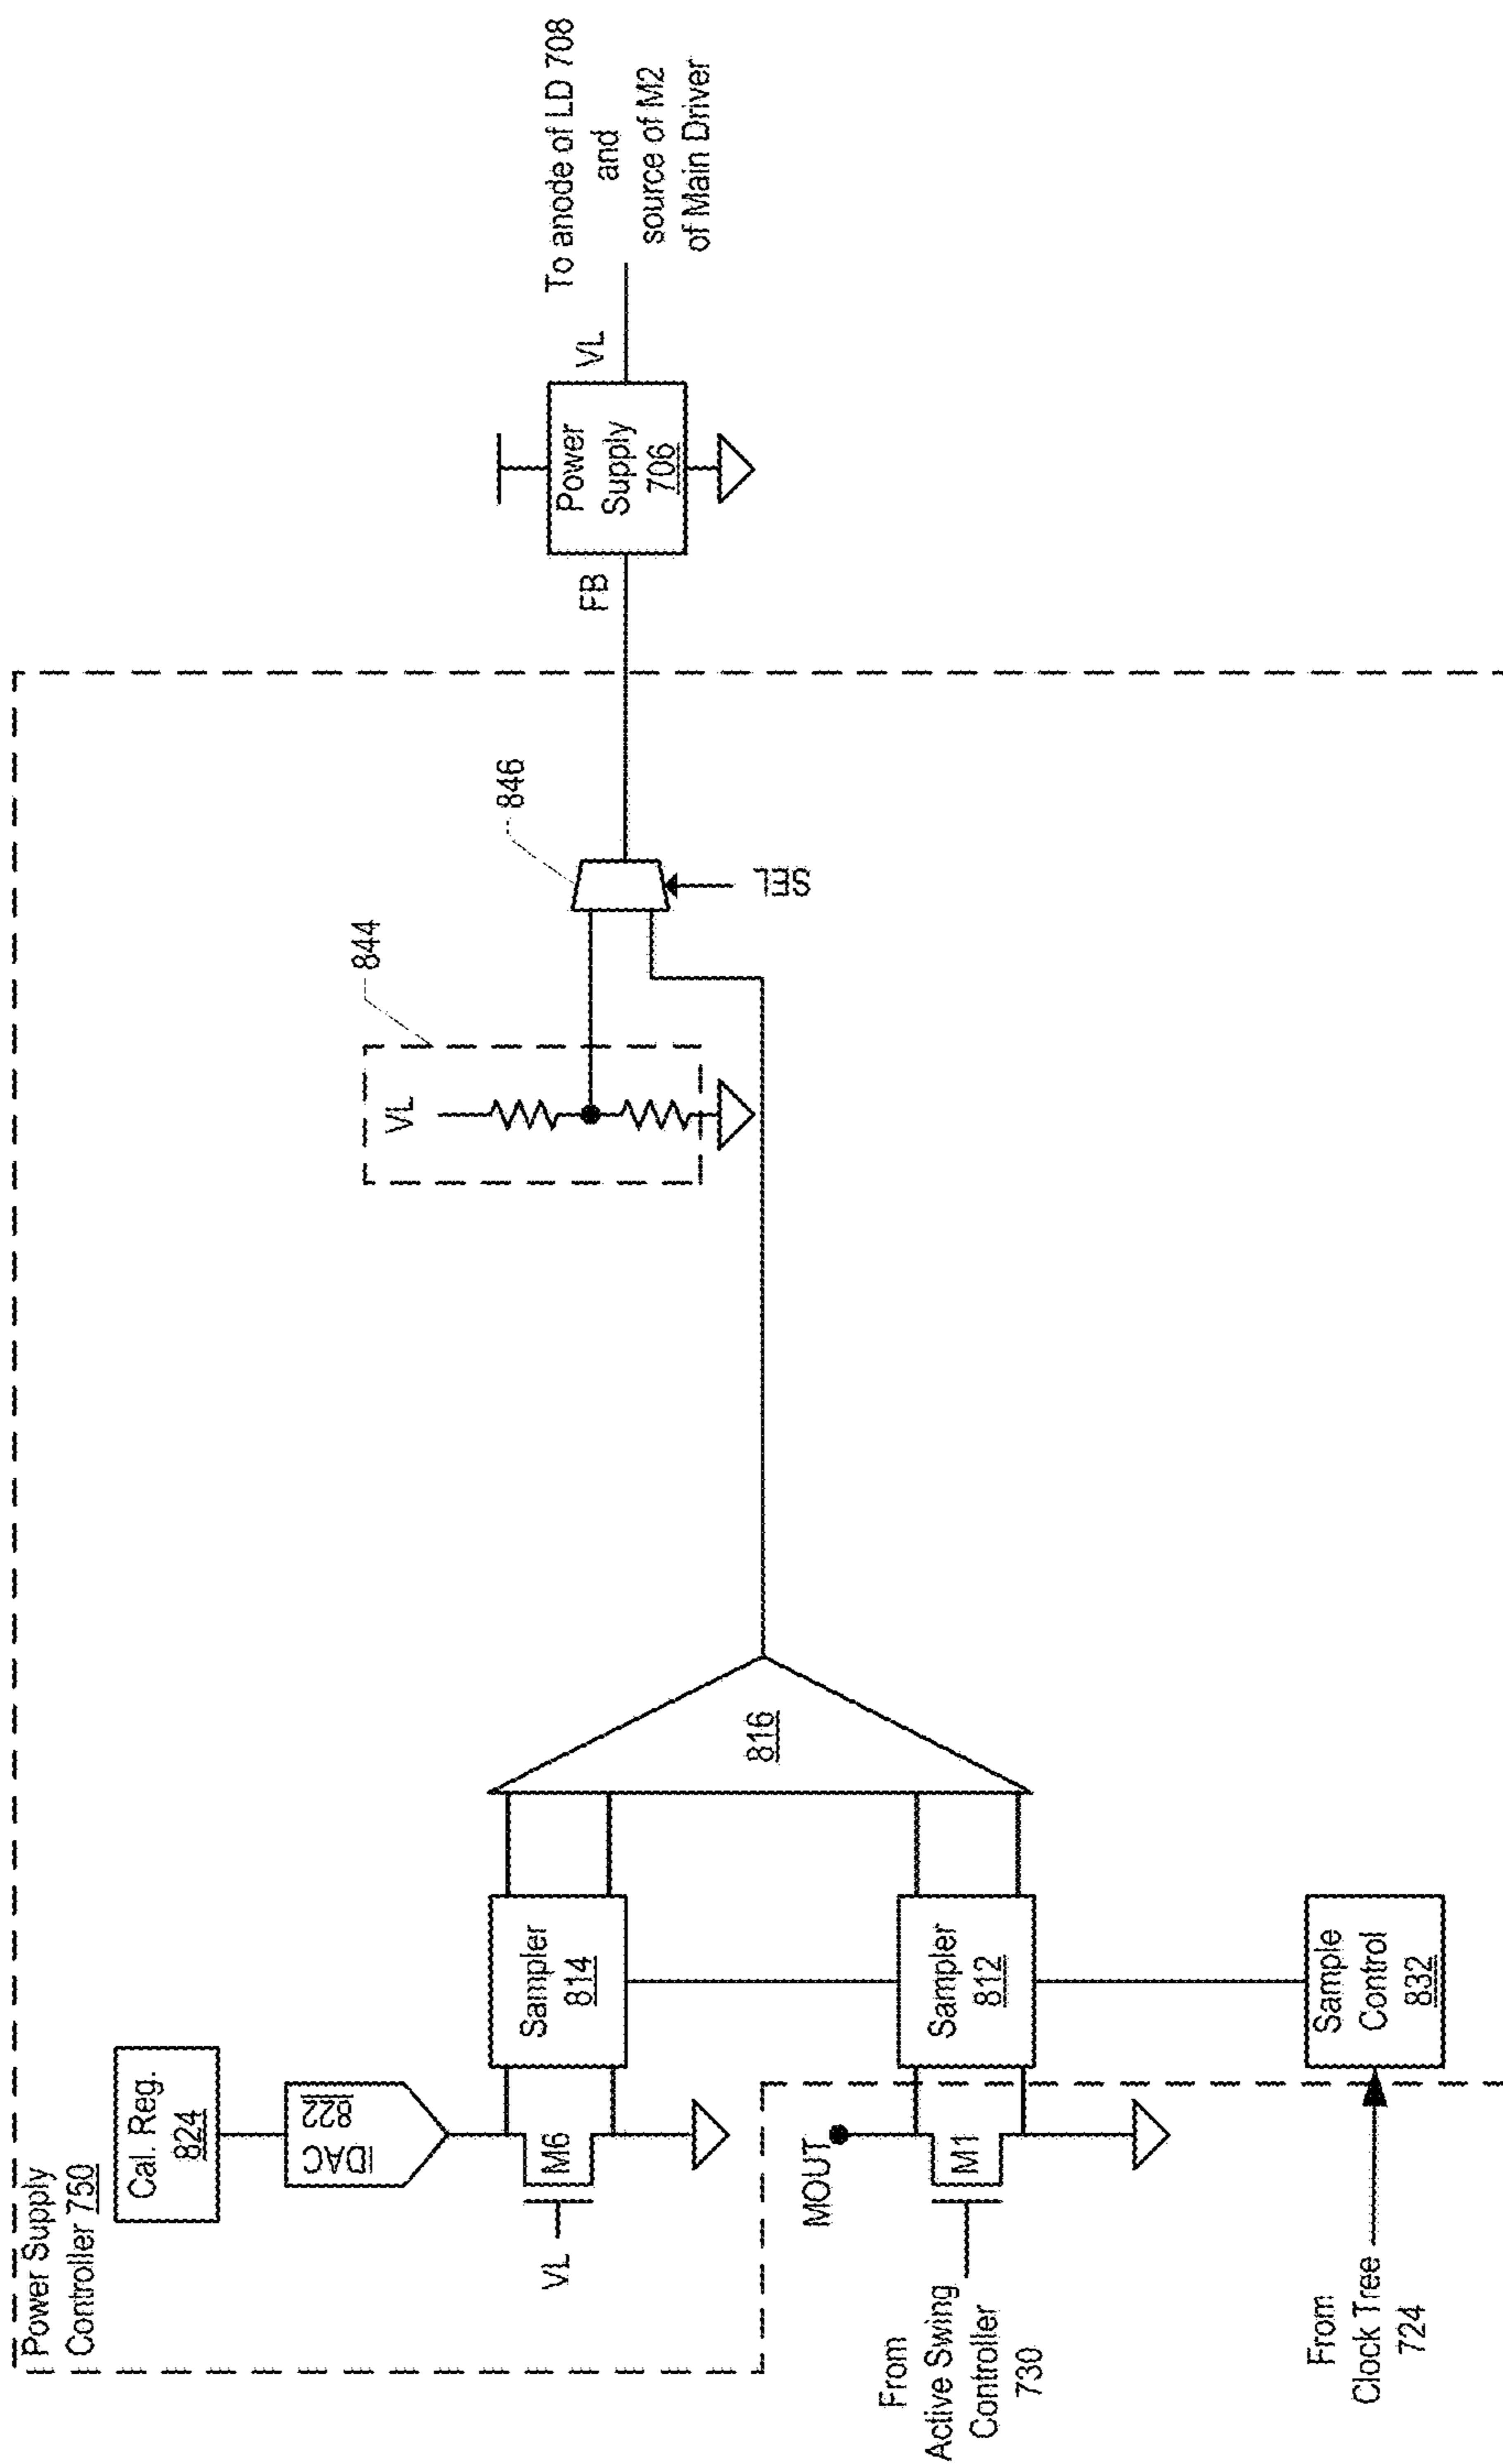 Power Supply
Controller 760
Cal. Reg.
824
IDAC 822
VL
M6
Sampler
814
816
844
VL
846
SEL
FB
Power
Supply
706
VL
To anode of LD 708
and
source of M2
of Main Driver
MOUT
M1
From
Active Swing
Controller
730
Sampler
812
From
Clock Tree
724
Sample
Control
832